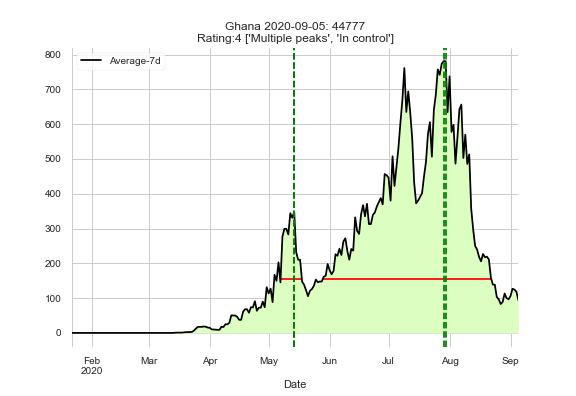 Ghana 2020-09-05: 44777
Rating:4 ['Multiple peaks', 'In control']
Average-7d
800
700
600
500
400
300
200
100
0
Feb
2020
Mar
Apr
May
Jun
Jul
Aug
Sep
Date